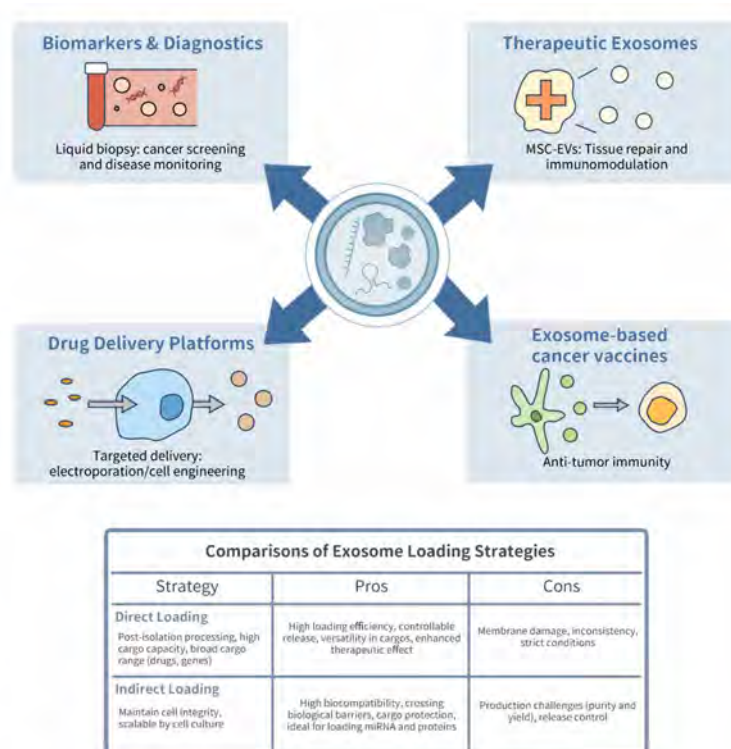 Biomarkers & Diagnostics
Liquid biopsy: cancer screening
and disease monitoring
Therapeutic Exosomes
MSC-EVs: Tissue repair and
immunomodulation
Drug Delivery Platforms
Targeted delivery:
electroporation/cell engineering
Exosome-based
cancer vaccines
Anti-tumor immunity
Comparisons of Exosome Loading Strategies
Strategy
Pros
Cons
Direct Loading
Post-isolation processing, high
cargo capacity, broad cargo
range (drugs, genes)
High loading efficiency, controllable
release, versatility in cargos, enhanced
therapeutic effect
Membrane damage, inconsistency,
strict conditions
Indirect Loading
Maintain cell integrity,
scalable by cell culture
High biocompatibility, crossing
biological barriers, cargo protection,
ideal for loading miRNA and proteins
Production challenges (purity and
yield), release control